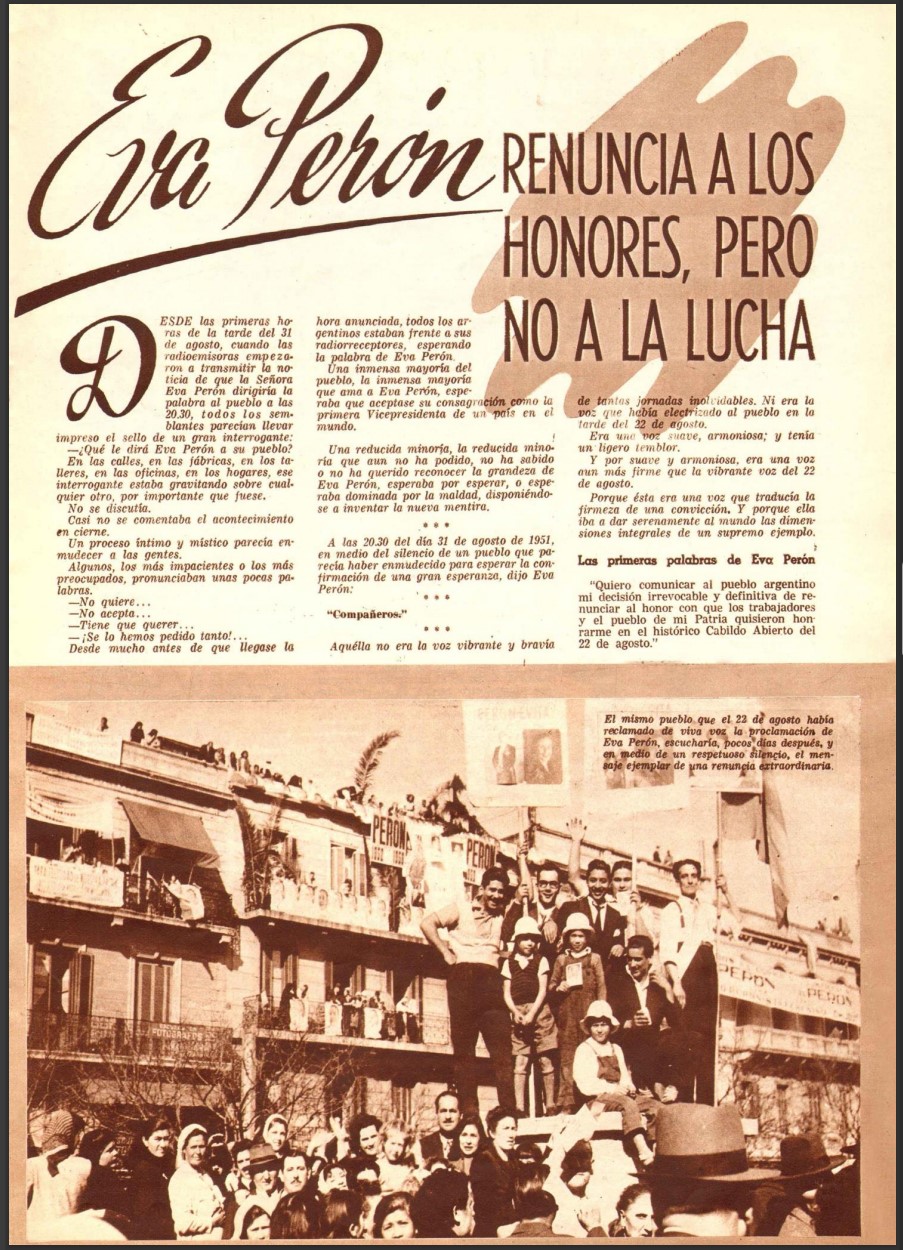 Eva Perón
RENUNCIA A LOS
HONORES, PERO
NO A LA LUCHA
DESDE las primeras ho-
ras de la tarde del 31
de agosto, cuando las
radioemisoras empeza-
ron a transmitir la no-
ticia de que la Señora
Eva Perón dirigiría la
palabra al pueblo a las
20.30, todos los sem-
blantes parecían llevar
impreso el sello de un gran interrogante:
—¿Qué le dirá Eva Perón a su pueblo?
En las calles, en las fábricas, en los ta-
lleres, en las oficinas, en los hogares, ese
interrogante estaba gravitando sobre cual-
quier otro, por importante que fuese.
No se discutía.
Casi no se comentaba el acontecimiento
en cierne.
Un proceso íntimo y místico parecía en-
mudecer a las gentes.
Algunos, los más impacientes o los más
preocupados, pronunciaban unas pocas pa-
labras.
—No quiere...
—No acepta...
—Tiene que querer...
—¡Se lo hemos pedido tanto!...
Desde mucho antes de que llegase la
hora anunciada, todos los ar-
gentinos estaban frente a sus
radiorreceptores, esperando
la palabra de Eva Perón.
Una inmensa mayoría del
pueblo, la inmensa mayoría
que ama a Eva Perón, espe-
raba que aceptase su consagración como la
primera Vicepresidenta de un país en el
mundo.
Una reducida minoría, la reducida mino-
ría que aun no ha podido, no ha sabido
o no ha querido reconocer la grandeza de
Eva Perón, esperaba por esperar, o espe-
raba dominada por la maldad, disponiéndo-
se a inventar la nueva mentira.
* * *
A las 20.30 del día 31 de agosto de 1951,
en medio del silencio de un pueblo que pa-
recía haber enmudecido para esperar la con-
firmación de una gran esperanza, dijo Eva
Perón:
* * *
“Compañeros.”
* * *
Aquélla no era la voz vibrante y bravía
de tantas jornadas inolvidables. Ni era la
voz que había electrizado al pueblo en la
tarde del 22 de agosto.
Era una voz suave, armoniosa; y tenía
un ligero temblor.
Y por suave y armoniosa, era una voz
aun más firme que la vibrante voz del 22
de agosto.
Porque ésta era una voz que traducía la
firmeza de una convicción. Y porque ella
iba a dar serenamente al mundo las dimen-
siones integrales de un supremo ejemplo.
Las primeras palabras de Eva Perón
“Quiero comunicar al pueblo argentino
mi decisión irrevocable y definitiva de re-
nunciar al honor con que los trabajadores
y el pueblo de mi Patria quisieron hon-
rarme en el histórico Cabildo Abierto del
22 de agosto.”
El mismo pueblo que el 22 de agosto había
reclamado de viva voz la proclamación de
Eva Perón, escucharía, pocos días después, y
en medio de un respetuoso silencio, el men-
saje ejemplar de una renuncia extraordinaria.
PERON
PERON
PERON
PERON